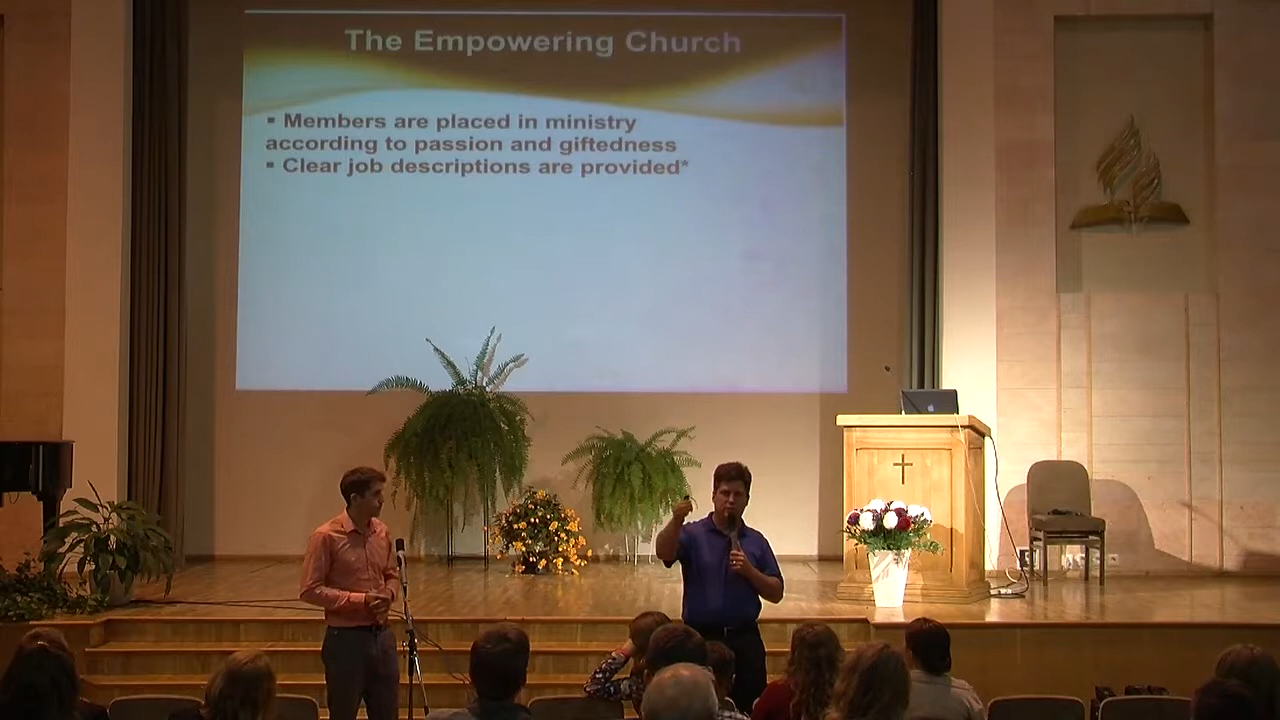 The Empowering Church
▪ Members are placed in ministry
according to passion and giftedness
▪ Clear job descriptions are provided*